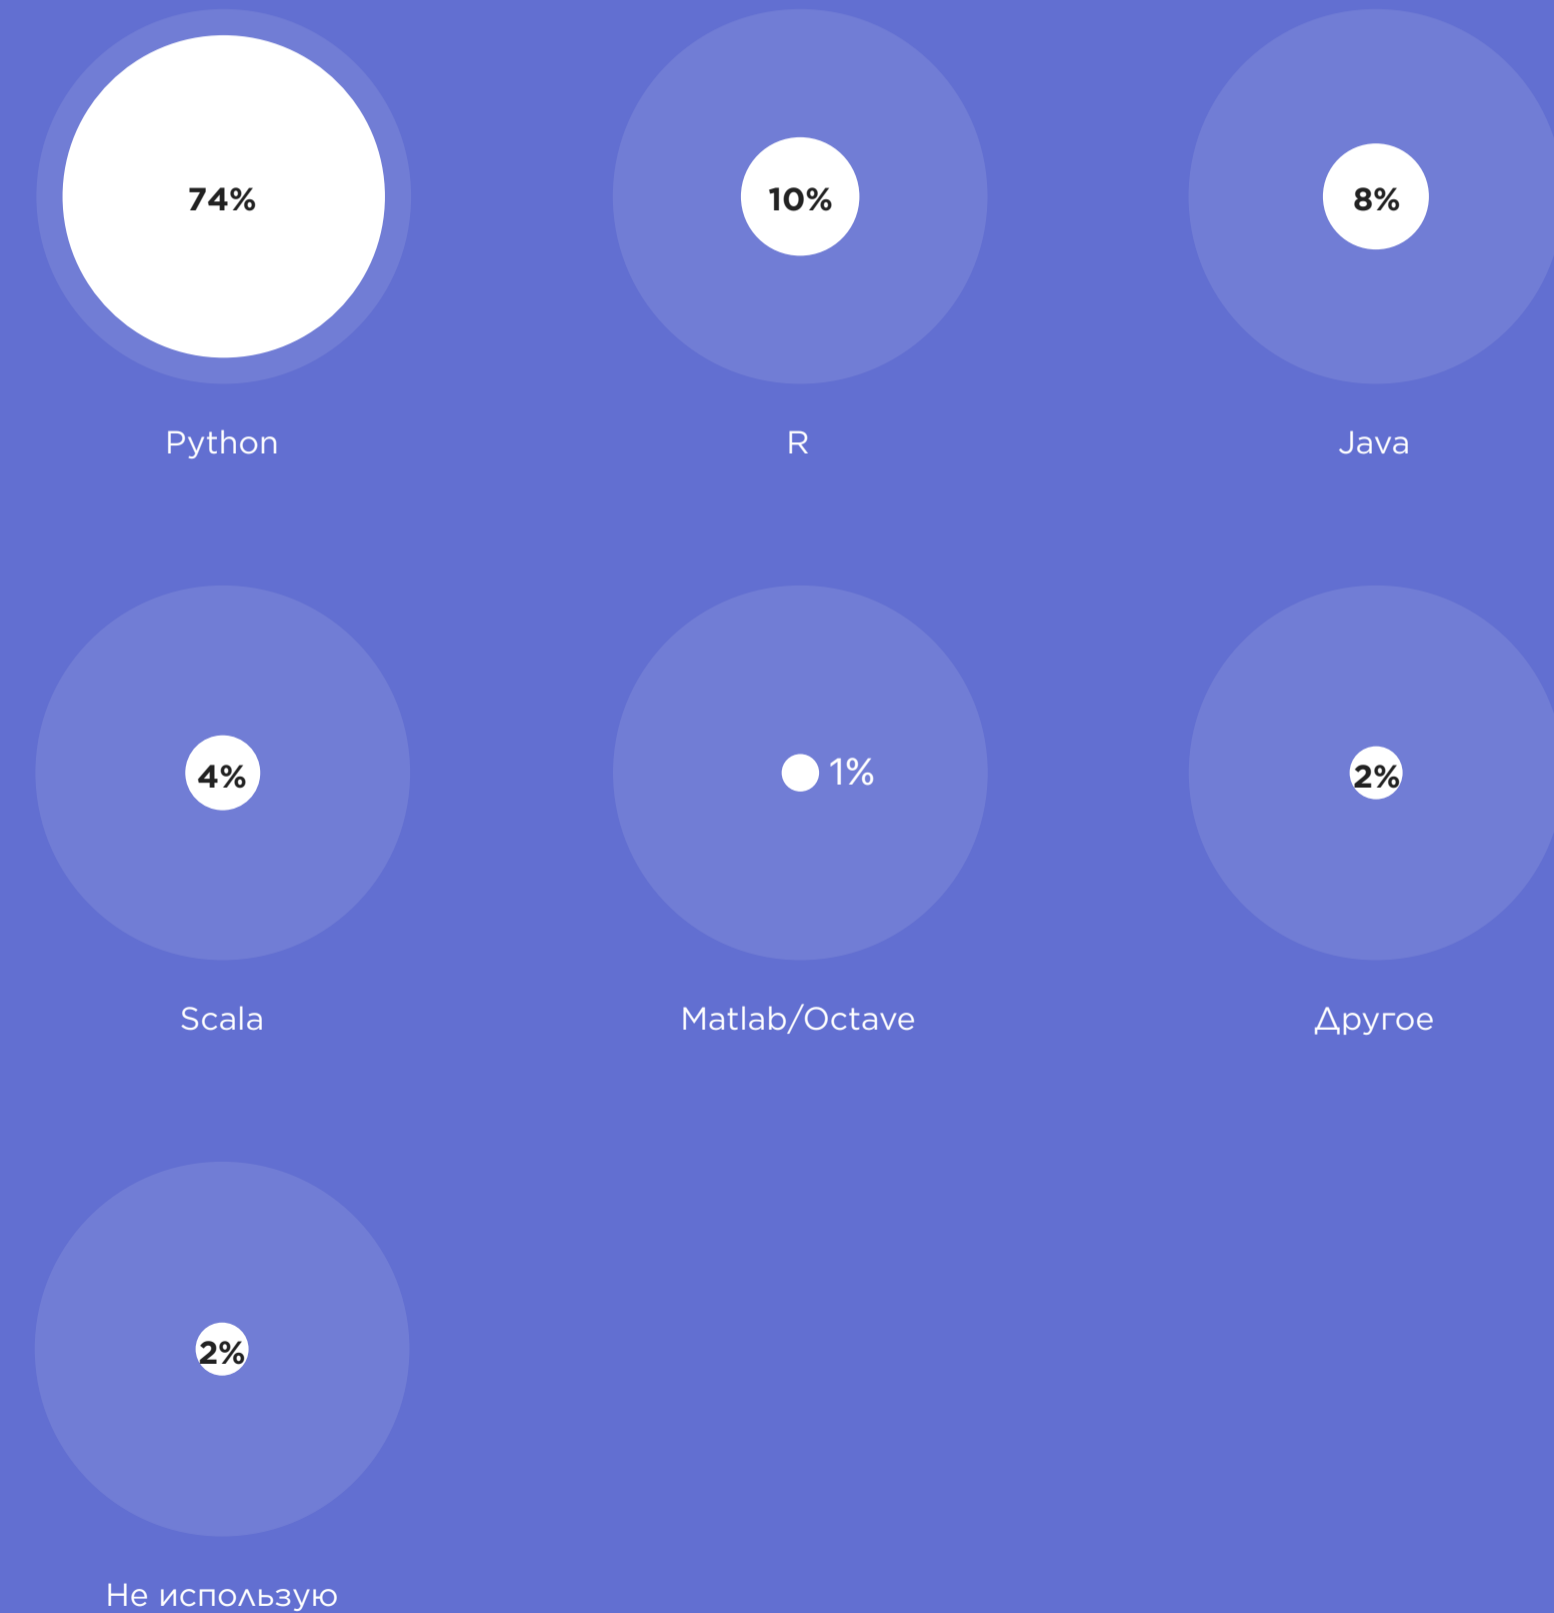 74%
10%
8%
Python
R
Java
4%
1%
2%
Scala
Matlab/Octave
Другое
2%
Не использую